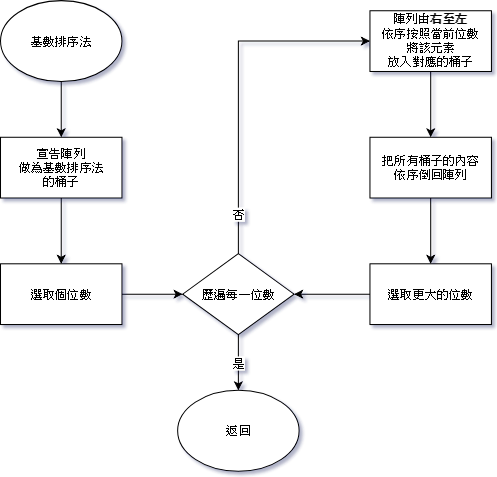 基數排序法
宣告陣列
做為基數排序法
的桶子
選取個位數
歷遍每一位數
否
是
返回
陣列由右至左
依序按照當前位數
將該元素
放入對應的桶子
把所有桶子的內容
依序倒回陣列
選取更大的位數